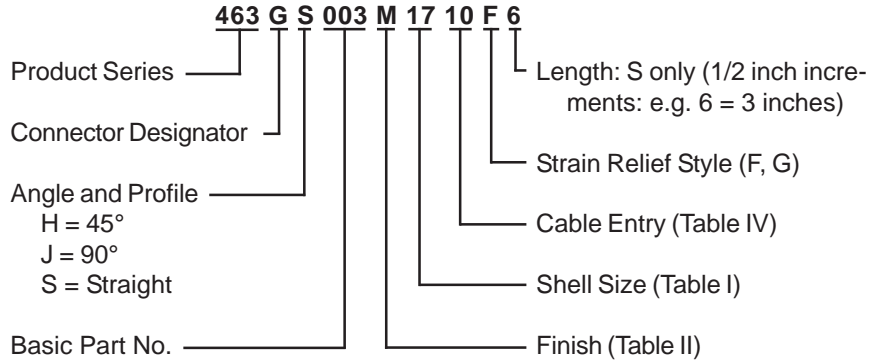 463 G S 003 M 17 10 F 6
Product Series
Connector Designator
Angle and Profile
H = 45°
J = 90°
S = Straight
Basic Part No.
Length: S only (1/2 inch incre-
ments: e.g. 6 = 3 inches)
Strain Relief Style (F, G)
Cable Entry (Table IV)
Shell Size (Table I)
Finish (Table II)